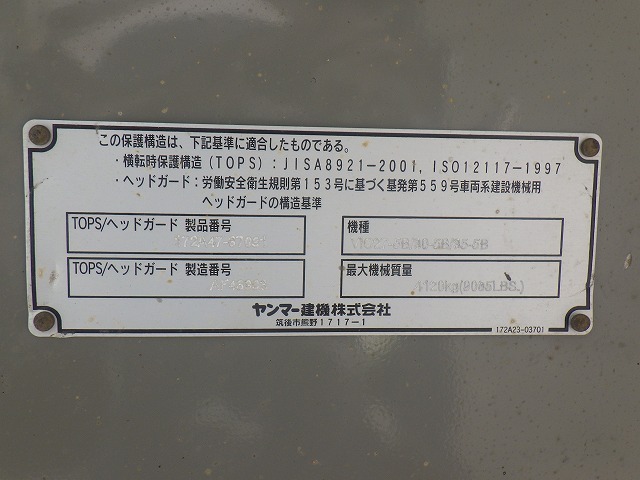 この保護構造は、下記基準に適合したものである。
・横転時保護構造(TOPS):JISA8921-2001, ISO12117-1997
・ヘッドガード:労働安全衛生規則第153号に基づく基発第559号車両系建設機械用
ヘッドガードの構造基準
TOPS/ヘッドガード 製品番号
機種
TOPS/ヘッドガード 製造番号
最大機械質量
ヤンマー建機株式会社
筑後市熊野1717-1
172A23-03701